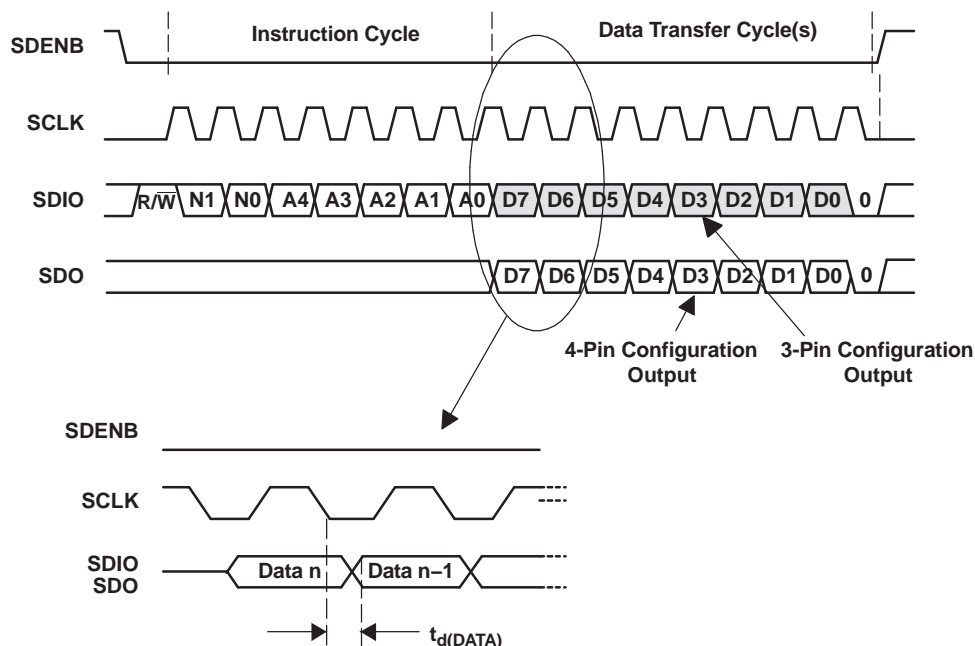 Instruction Cycle Data Transfer Cycle(s)
SDENB
SCLK
SDIO R/W̅ N1 N0 A4 A3 A2 A1 A0 D7 D6 D5 D4 D3 D2 D1 D0 0
SDO D7 D6 D5 D4 D3 D2 D1 D0 0
4-Pin Configuration 3-Pin Configuration
Output Output
SDENB
SCLK
SDIO
SDO Data n Data n–1
td(DATA)